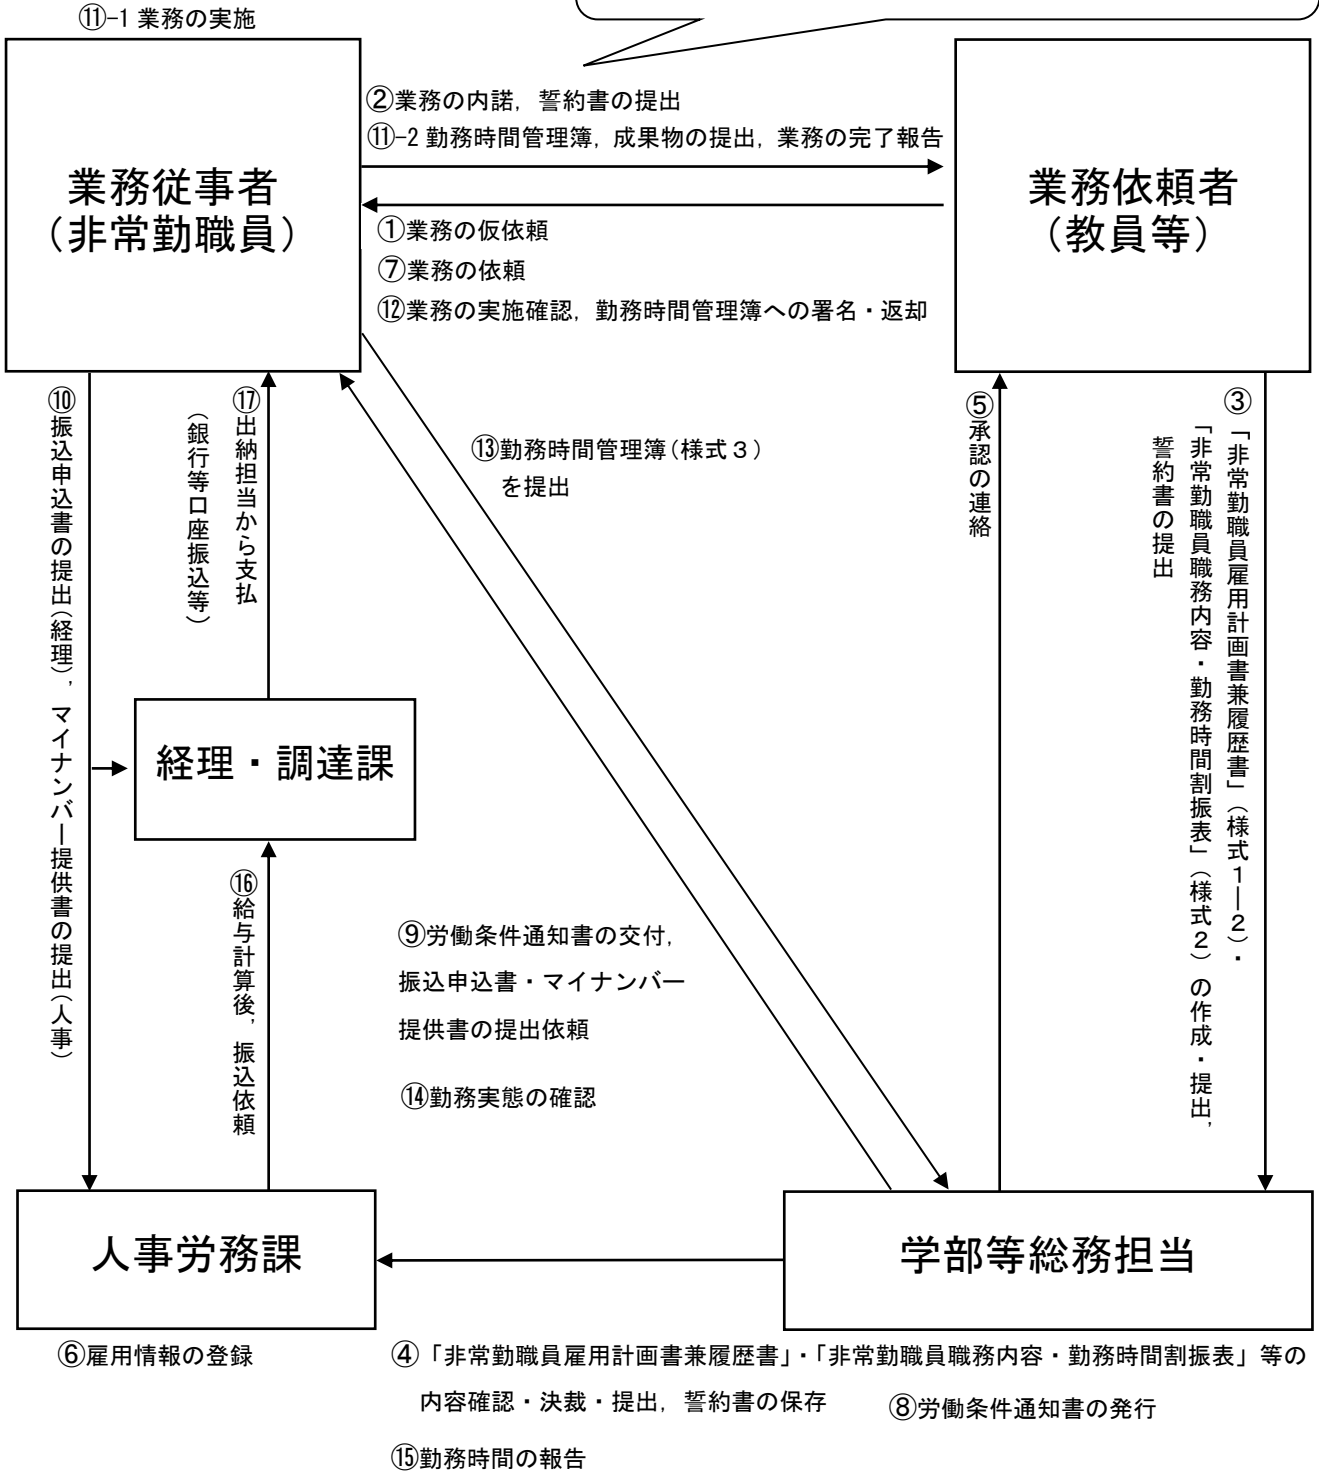 ⑪-1 業務の実施
②業務の内諾，誓約書の提出
⑪-2 勤務時間管理簿，成果物の提出，業務の完了報告
業務従事者
（非常勤職員）
業務依頼者
（教員等）
①業務の仮依頼
⑦業務の依頼
⑫業務の実施確認，勤務時間管理簿への署名・返却
⑩振込申込書の提出（経理），マイナンバー提供書の提出（人事）
⑰出納担当から支払
（銀行等口座振込等）
⑬勤務時間管理簿（様式３）
を提出
⑤承認の連絡
③「非常勤職員雇用計画書兼履歴書」（様式１―２）・
「非常勤職員職務内容・勤務時間割振表」（様式２）の作成・提出，
誓約書の提出
経理・調達課
⑯給与計算後，振込依頼
⑨労働条件通知書の交付，
振込申込書・マイナンバー
提供書の提出依頼
⑭勤務実態の確認
人事労務課
学部等総務担当
⑥雇用情報の登録
④「非常勤職員雇用計画書兼履歴書」・「非常勤職員職務内容・勤務時間割振表」等の
内容確認・決裁・提出，誓約書の保存
⑧労働条件通知書の発行
⑮勤務時間の報告